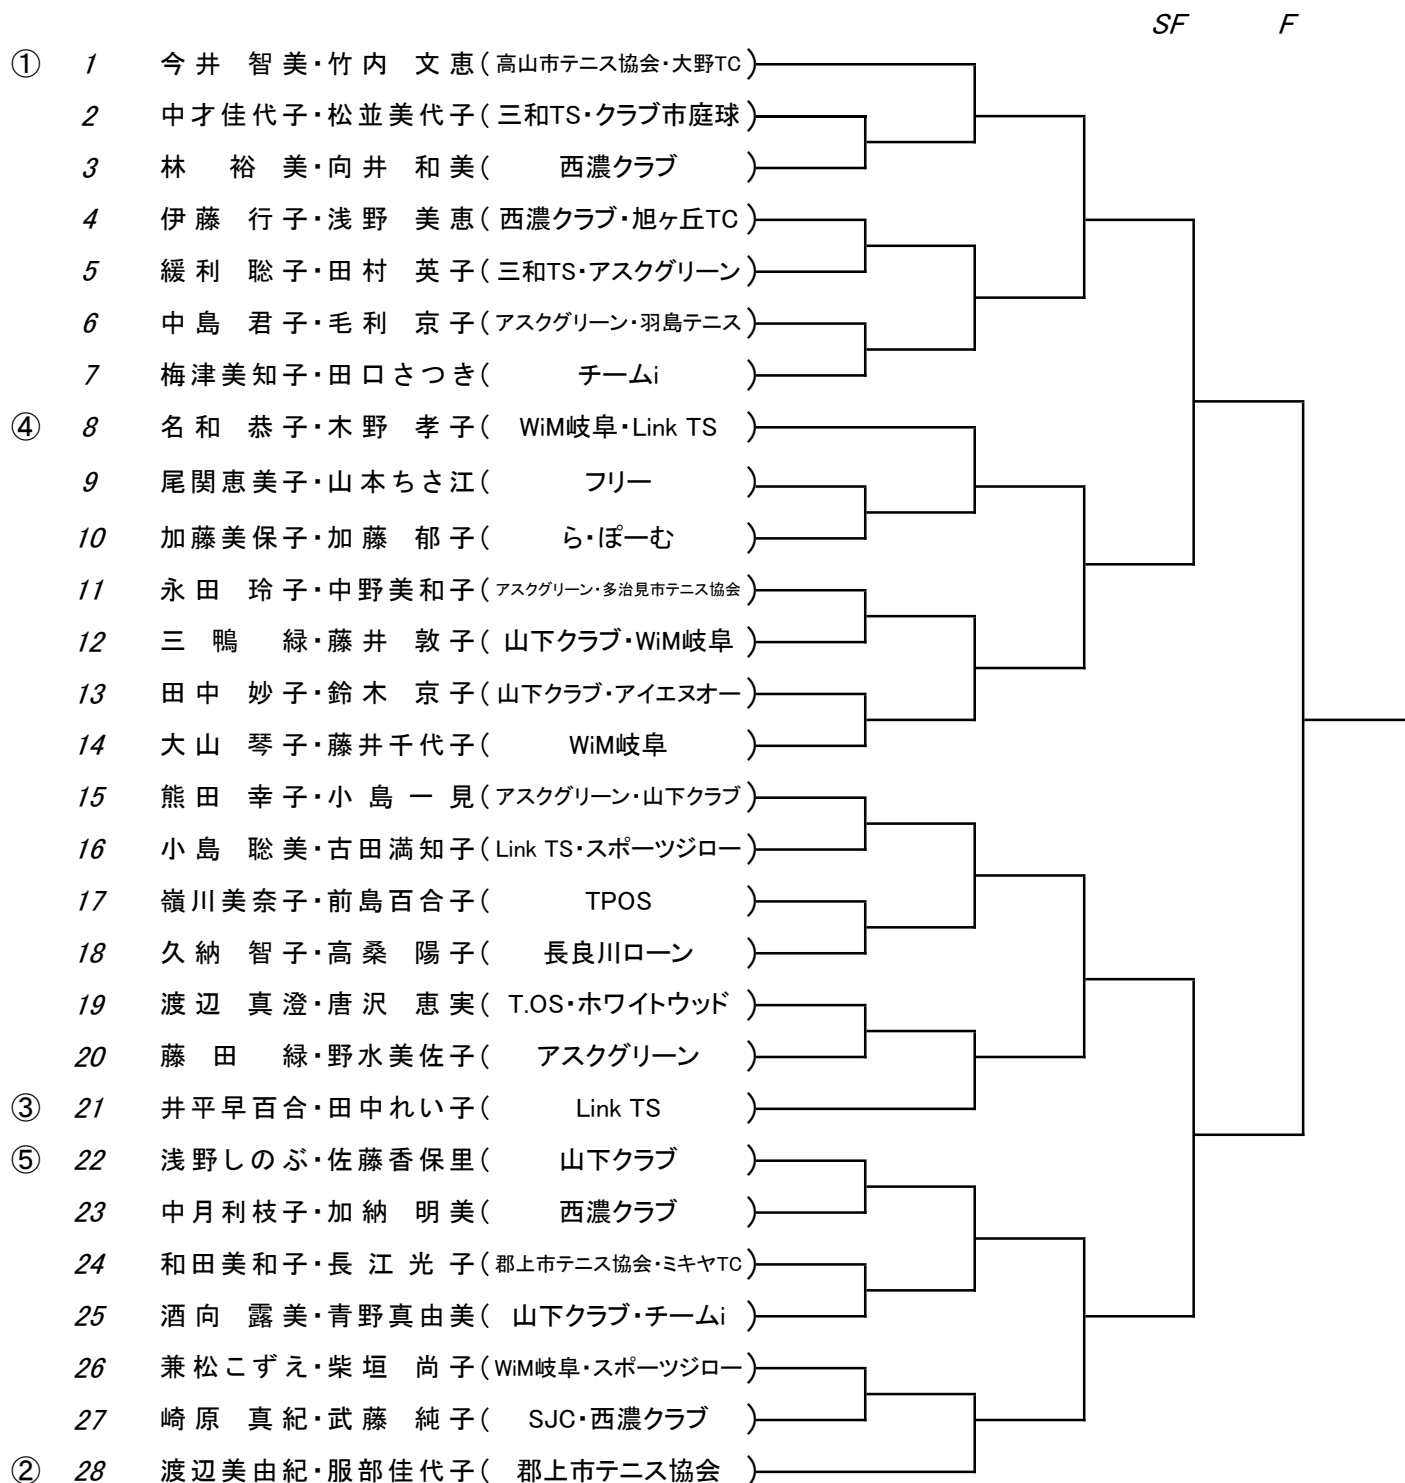 SF F
① 1 今井 智美・竹内 文恵(高山市テニス協会・大野TC)
2 中才佳代子・松並美代子(三和TS・クラブ市庭球)
3 林 裕美・向井 和美(西濃クラブ)
4 伊藤 行子・浅野 美恵(西濃クラブ・旭ヶ丘TC)
5 緩利 聡子・田村 英子(三和TS・アスクグリーン)
6 中島 君子・毛利 京子(アスクグリーン・羽島テニス)
7 梅津美知子・田口さつき(チームi)
④ 8 名和 恭子・木野 孝子(WiM岐阜・Link TS)
9 尾関恵美子・山本ちさ江(フリー)
10 加藤美保子・加藤 郁子(ら・ぽーむ)
11 永田 玲子・中野美和子(アスクグリーン・多治見市テニス協会)
12 三鴨 緑・藤井 敦子(山下クラブ・WiM岐阜)
13 田中 妙子・鈴木 京子(山下クラブ・アイエヌオー)
14 大山 琴子・藤井千代子(WiM岐阜)
15 熊田 幸子・小島一見(アスクグリーン・山下クラブ)
16 小島 聡美・古田満知子(Link TS・スポーツジロー)
17 嶺川美奈子・前島百合子(TPOS)
18 久納 智子・高桑 陽子(長良川ローン)
19 渡辺 真澄・唐沢 恵実(T.OS・ホワイトウッド)
20 藤田 緑・野水美佐子(アスクグリーン)
③ 21 井平早百合・田中れい子(Link TS)
⑤ 22 浅野しのぶ・佐藤香保里(山下クラブ)
23 中月利枝子・加納 明美(西濃クラブ)
24 和田美和子・長江光子(郡上市テニス協会・ミキヤTC)
25 酒向 露美・青野真由美(山下クラブ・チームi)
26 兼松こずえ・柴垣 尚子(WiM岐阜・スポーツジロー)
27 崎原 真紀・武藤 純子(SJC・西濃クラブ)
② 28 渡辺美由紀・服部佳代子(郡上市テニス協会)